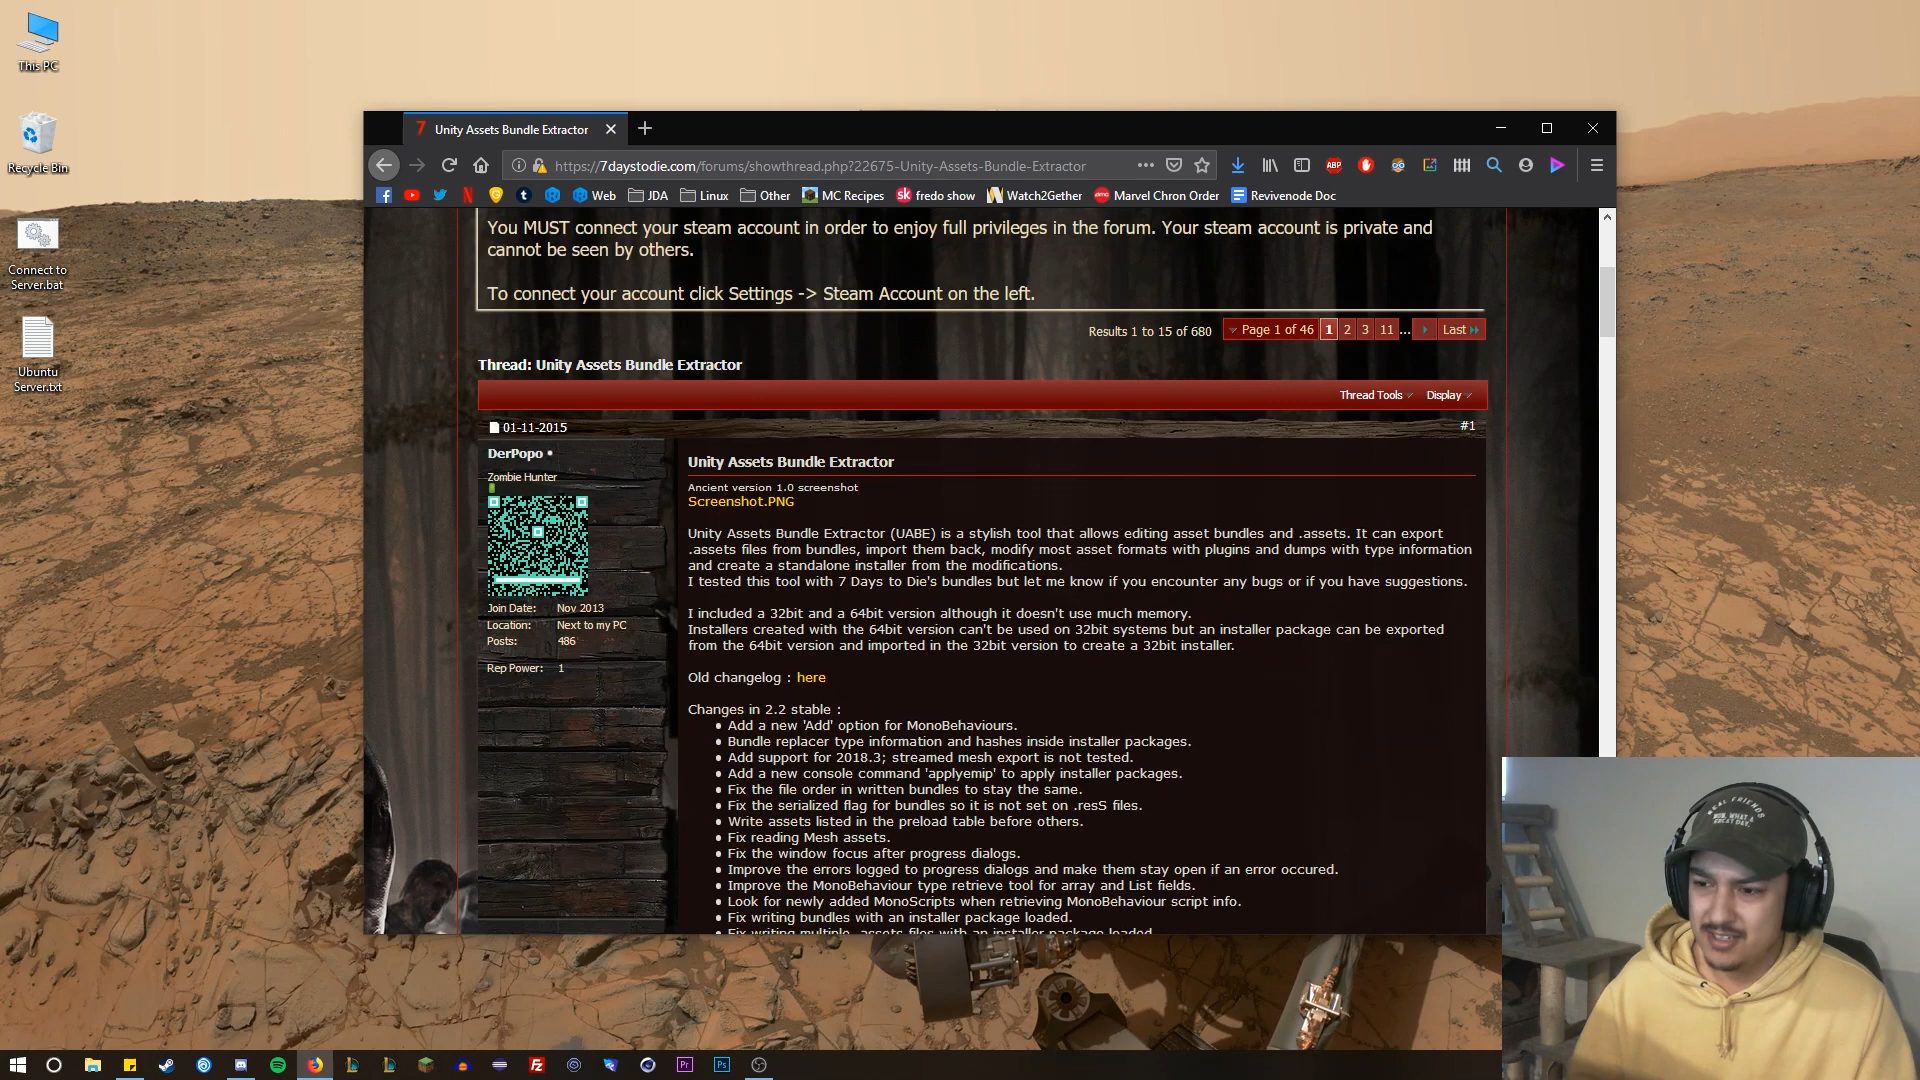 This PC
Recycle Bin
Connect to
Server.bat
Ubuntu
Server.txt
7 Unity Assets Bundle Extractor
https://7daystodie.com/forums/showthread.php?22675-Unity-Assets-Bundle-Extractor
ABP
Web
JDA
Linux
Other
MC Recipes
sk fredo show
Watch2Gether
Marvel Chron Order
Revivenode Doc
You MUST connect your steam account in order to enjoy full privileges in the forum. Your steam account is private and
cannot be seen by others.
To connect your account click Settings -> Steam Account on the left.
Results 1 to 15 of 680
Page 1 of 46 1 2 3 11 ... Last
Thread: Unity Assets Bundle Extractor
Thread Tools Display
01-11-2015 #1
DerPopo
Zombie Hunter
Join Date: Nov 2013
Location: Next to my PC
Posts: 486
Rep Power: 1
Unity Assets Bundle Extractor
Ancient version 1.0 screenshot
Screenshot.PNG
Unity Assets Bundle Extractor (UABE) is a stylish tool that allows editing asset bundles and .assets. It can export
.assets files from bundles, import them back, modify most asset formats with plugins and dumps with type information
and create a standalone installer from the modifications.
I tested this tool with 7 Days to Die's bundles but let me know if you encounter any bugs or if you have suggestions.
I included a 32bit and a 64bit version although it doesn't use much memory.
Installers created with the 64bit version can't be used on 32bit systems but an installer package can be exported
from the 64bit version and imported in the 32bit version to create a 32bit installer.
Old changelog : here
Changes in 2.2 stable :
• Add a new 'Add' option for MonoBehaviours.
• Bundle replacer type information and hashes inside installer packages.
• Add support for 2018.3; streamed mesh export is not tested.
• Add a new console command 'applyemip' to apply installer packages.
• Fix the file order in written bundles to stay the same.
• Fix the serialized flag for bundles so it is not set on .resS files.
• Write assets listed in the preload table before others.
• Fix reading Mesh assets.
• Fix the window focus after progress dialogs.
• Improve the errors logged to progress dialogs and make them stay open if an error occured.
• Improve the MonoBehaviour type retrieve tool for array and List fields.
• Look for newly added MonoScripts when retrieving MonoBehaviour script info.
• Fix writing bundles with an installer package loaded.
• Fix writing multiple .assets files with an installer package loaded.
REAL FRIENDS
Fz
Pr
Ps